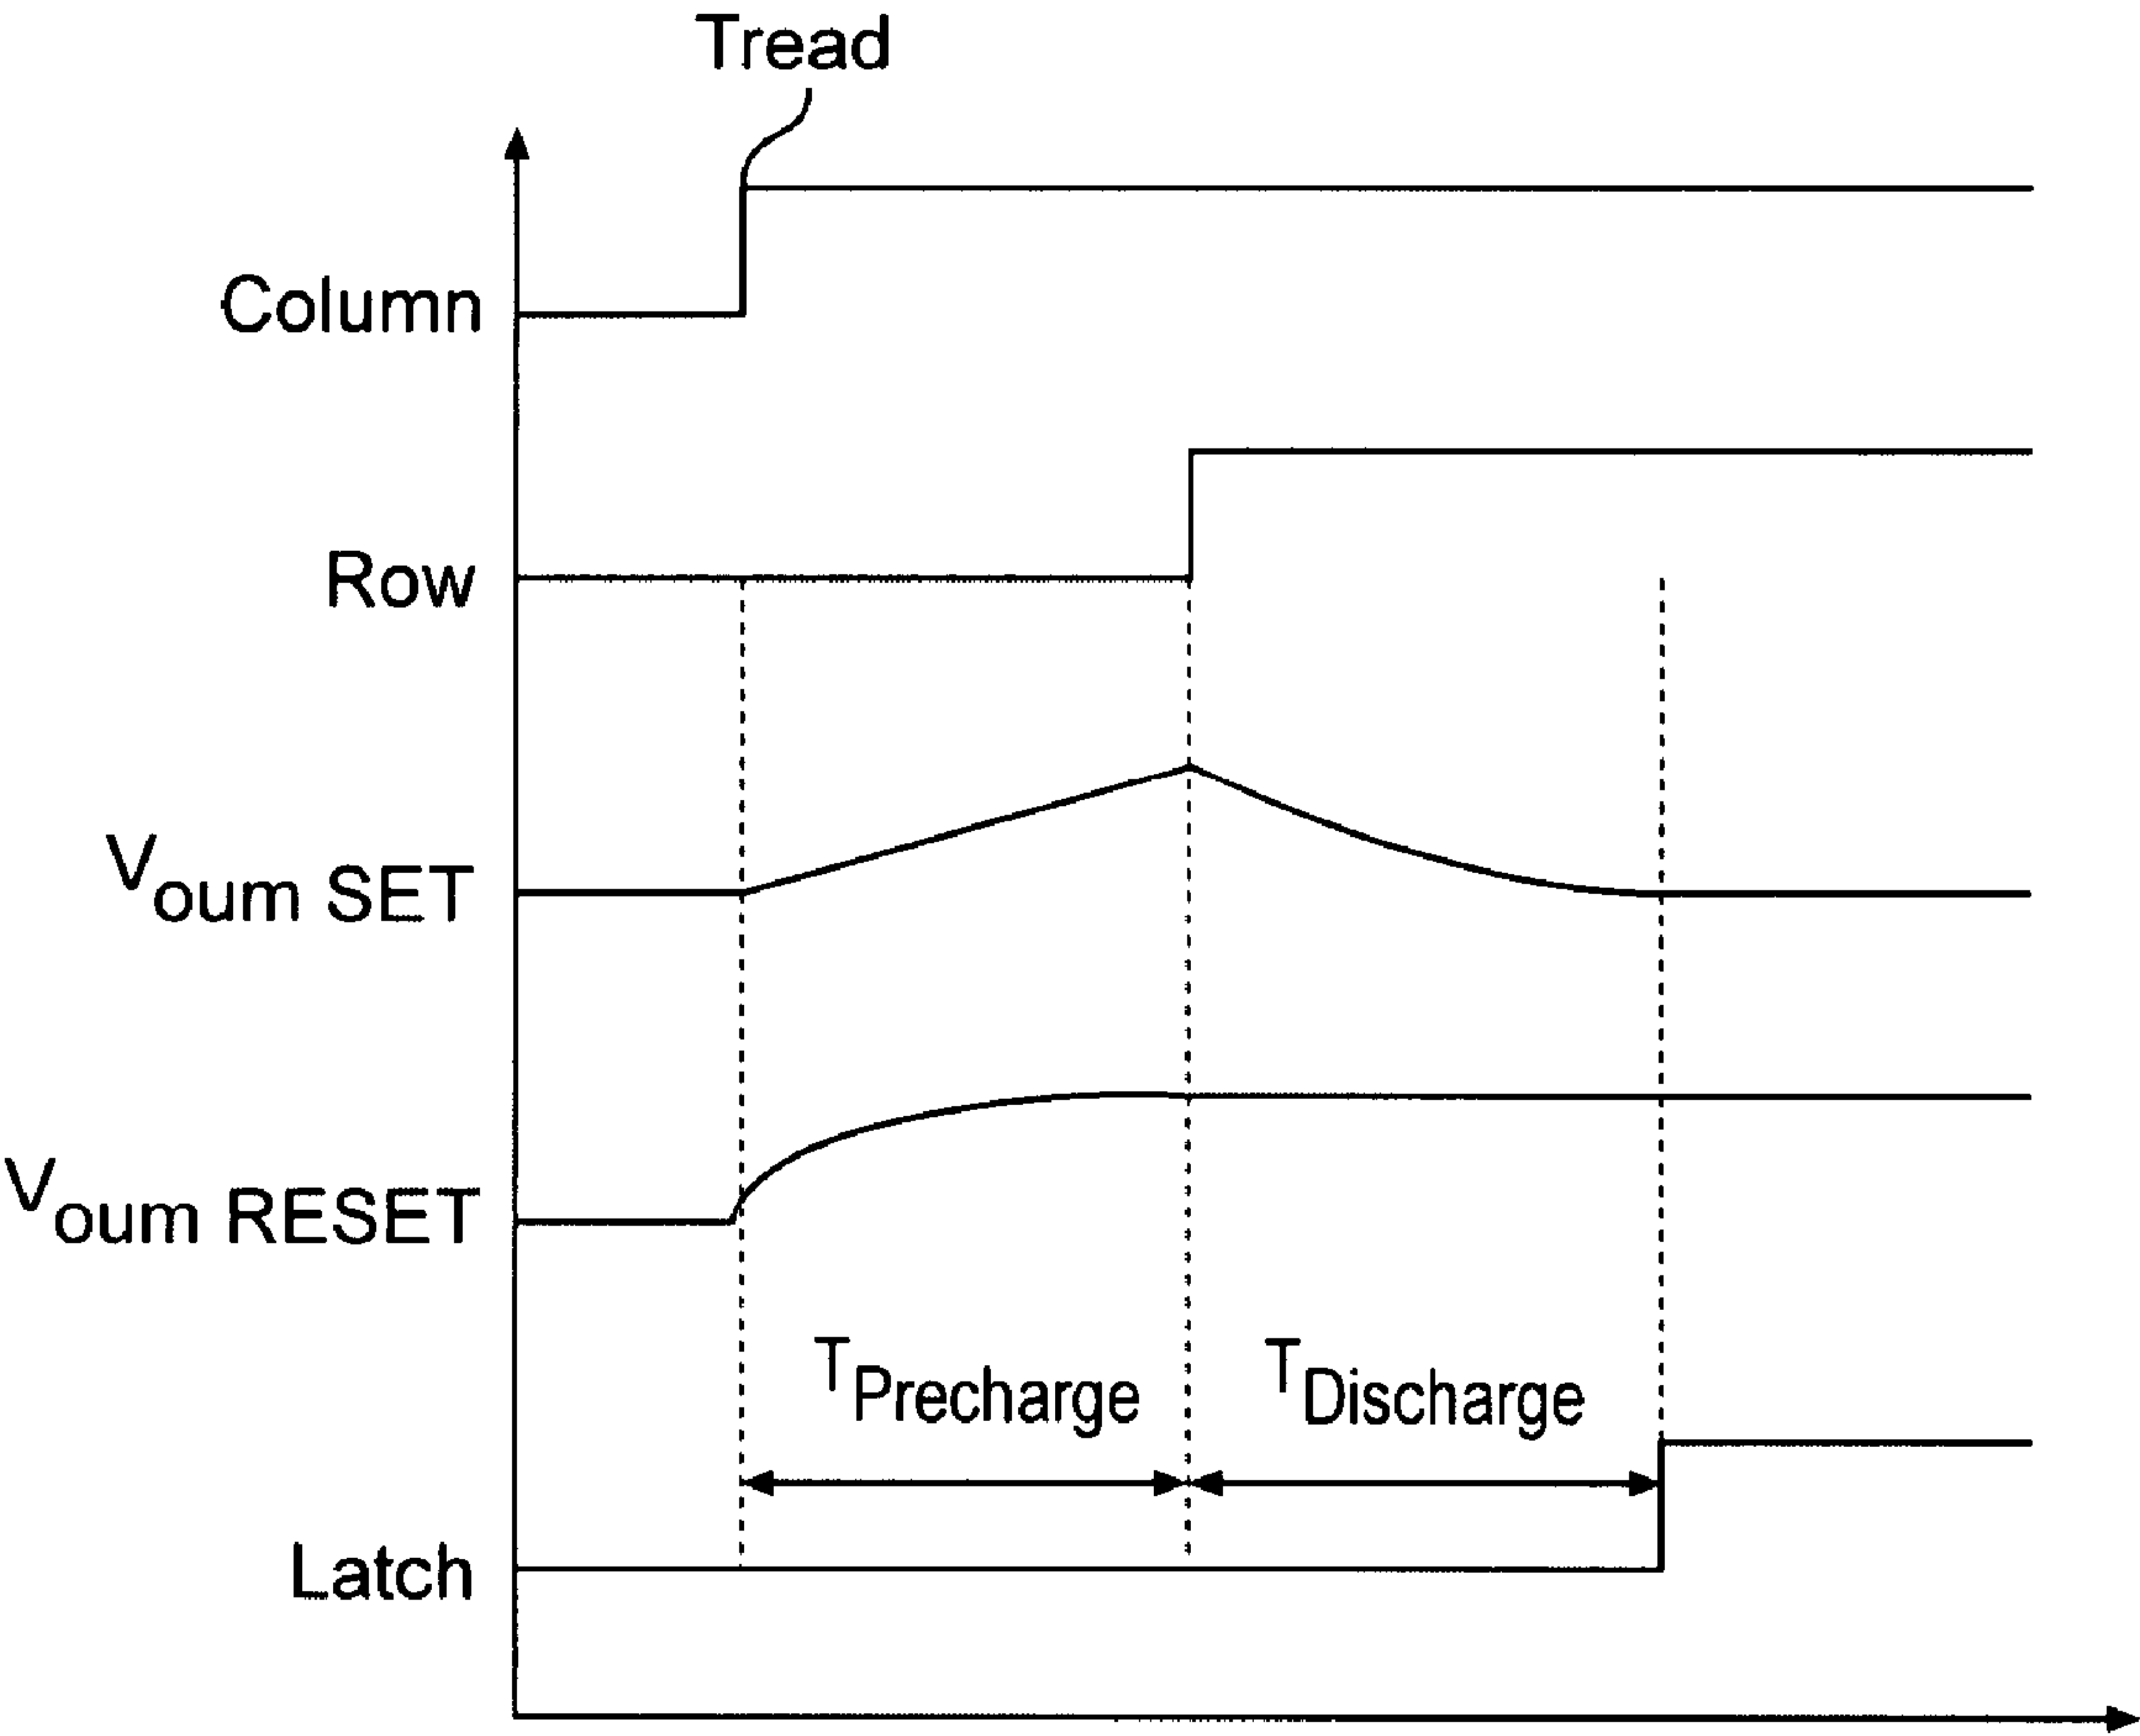 Tread
Column
Row
Voum SET
Voum RESET
TPrecharge
TDischarge
Latch